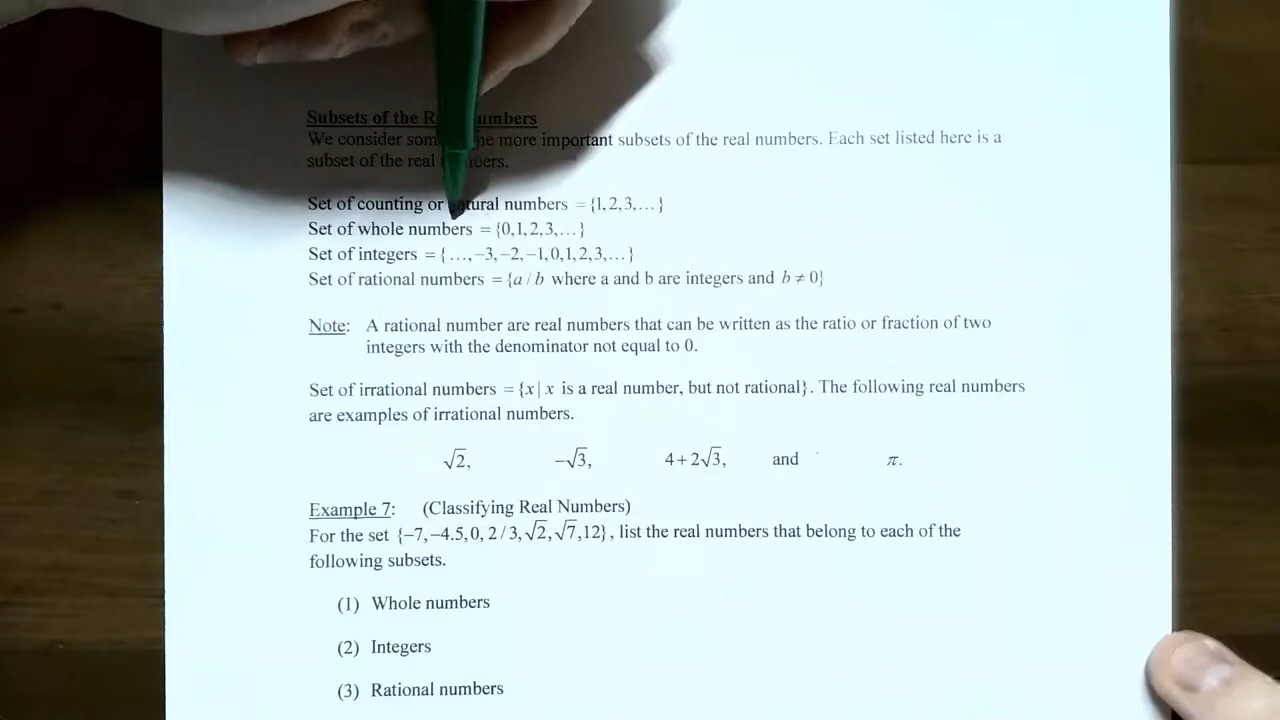 Subsets of the R umbers
We consider som he more important subsets of the real numbers. Each set listed here is a
subset of the real bers.
Set of counting or tural numbers = {1,2,3,...}
Set of whole numbers = {0,1,2,3,...}
Set of integers = {...,−3,−2,−1,0,1,2,3,...}
Set of rational numbers = {a / b where a and b are integers and b ≠ 0}
Note: A rational number are real numbers that can be written as the ratio or fraction of two
integers with the denominator not equal to 0.
Set of irrational numbers = {x | x is a real number, but not rational}. The following real numbers
are examples of irrational numbers.
√2, −√3, 4+2√3, and π.
Example 7: (Classifying Real Numbers)
For the set {−7,−4.5,0, 2/3,√2,√7,12}, list the real numbers that belong to each of the
following subsets.
(1) Whole numbers
(2) Integers
(3) Rational numbers